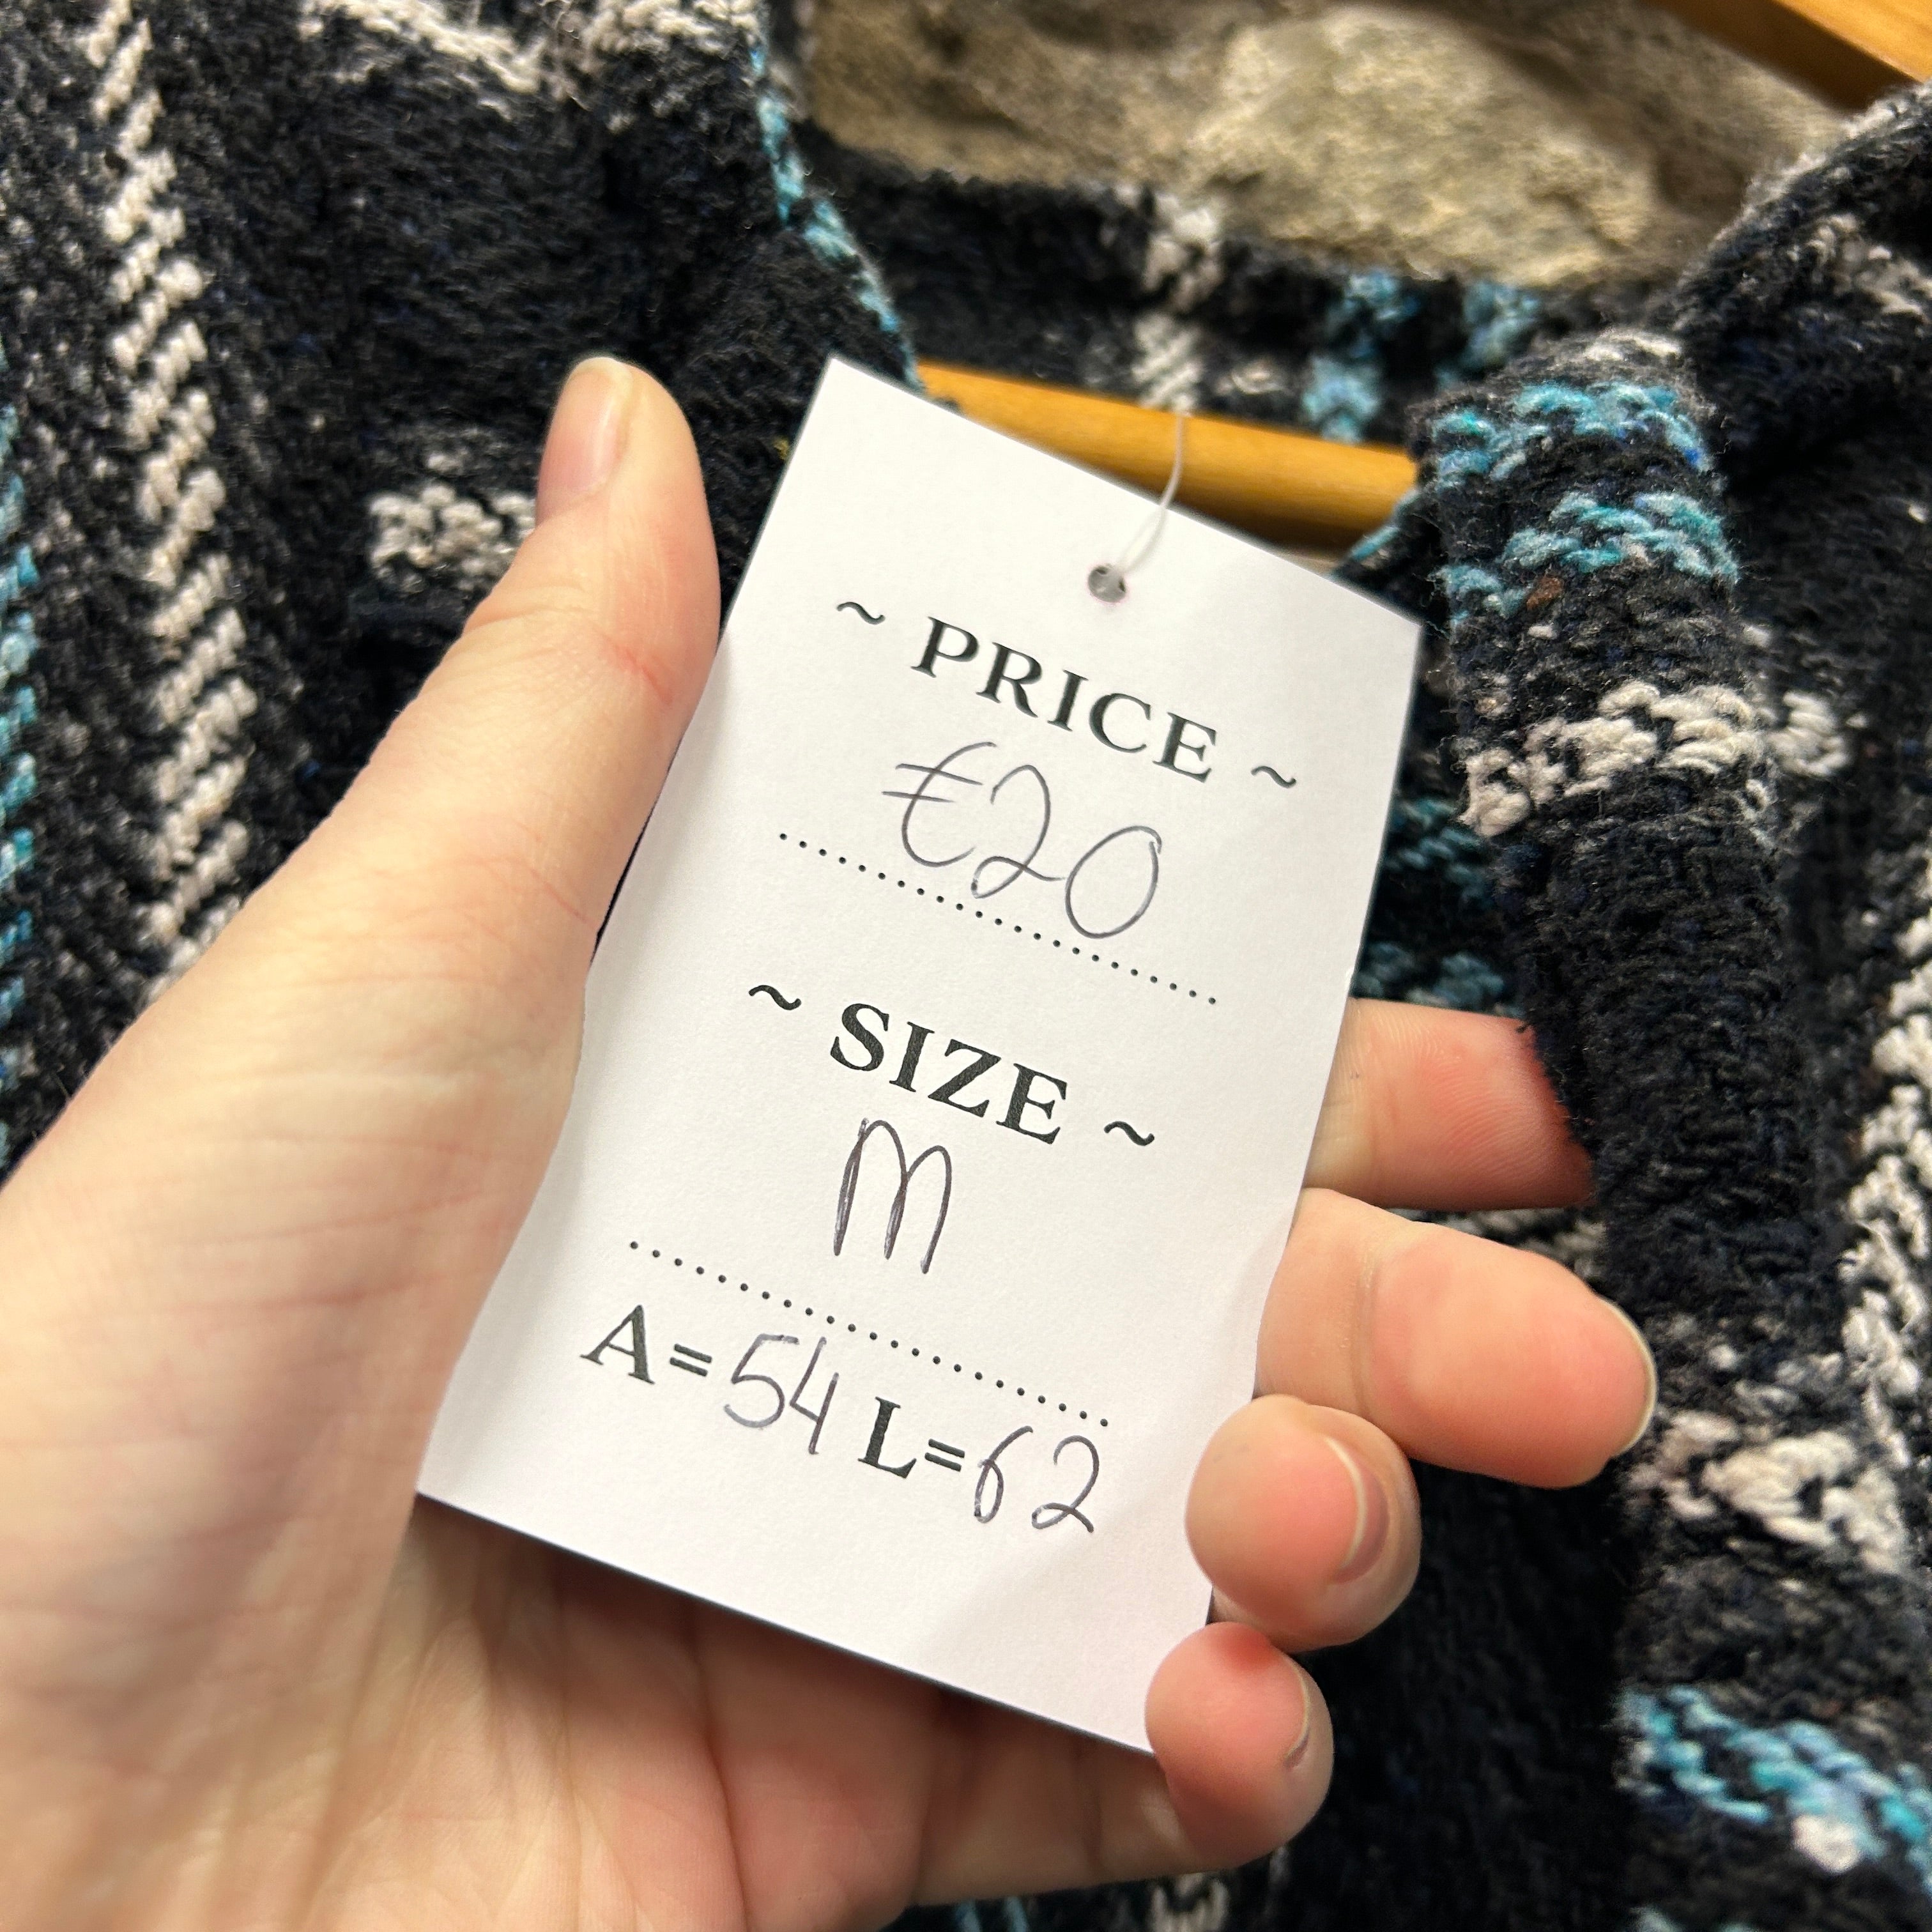 ~ PRICE ~
€20
~ SIZE ~
M
A=54 L=62